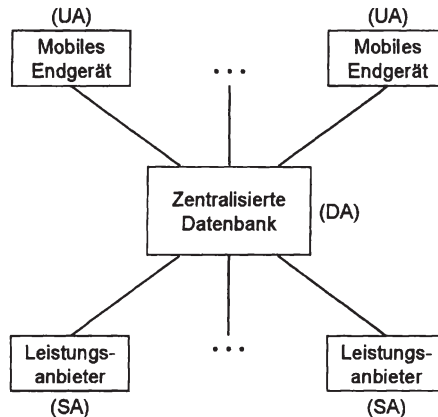 (UA)
(UA)
Mobiles
Endgerät
...
Mobiles
Endgerät
Zentralisierte
Datenbank
(DA)
Leistungs-
anbieter
...
Leistungs-
anbieter
(SA)
(SA)